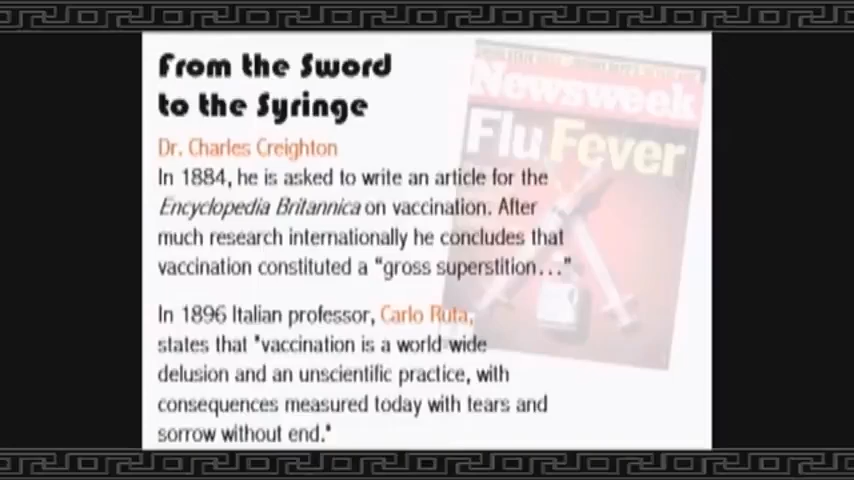 From the Sword
to the Syringe
Dr. Charles Creighton
In 1884, he is asked to write an article for the
Encyclopedia Britannica on vaccination. After
much research internationally he concludes that
vaccination constituted a "gross superstition..."
In 1896 Italian professor, Carlo Ruta,
states that "vaccination is a world wide
delusion and an unscientific practice, with
consequences measured today with tears and
sorrow without end."
Newsweek
Flu Fever